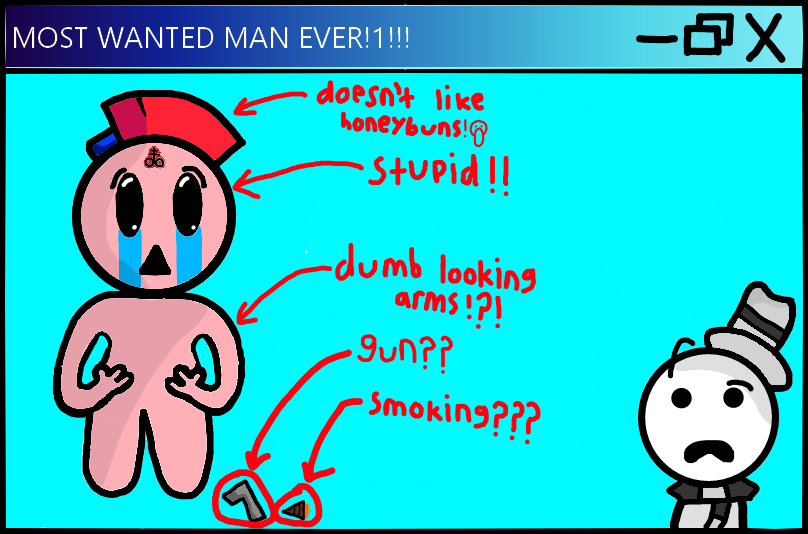 MOST WANTED MAN EVER!1!!!
doesn't like
honeybuns!
stupid!!
dumb looking
arms!?!
gun??
smoking???